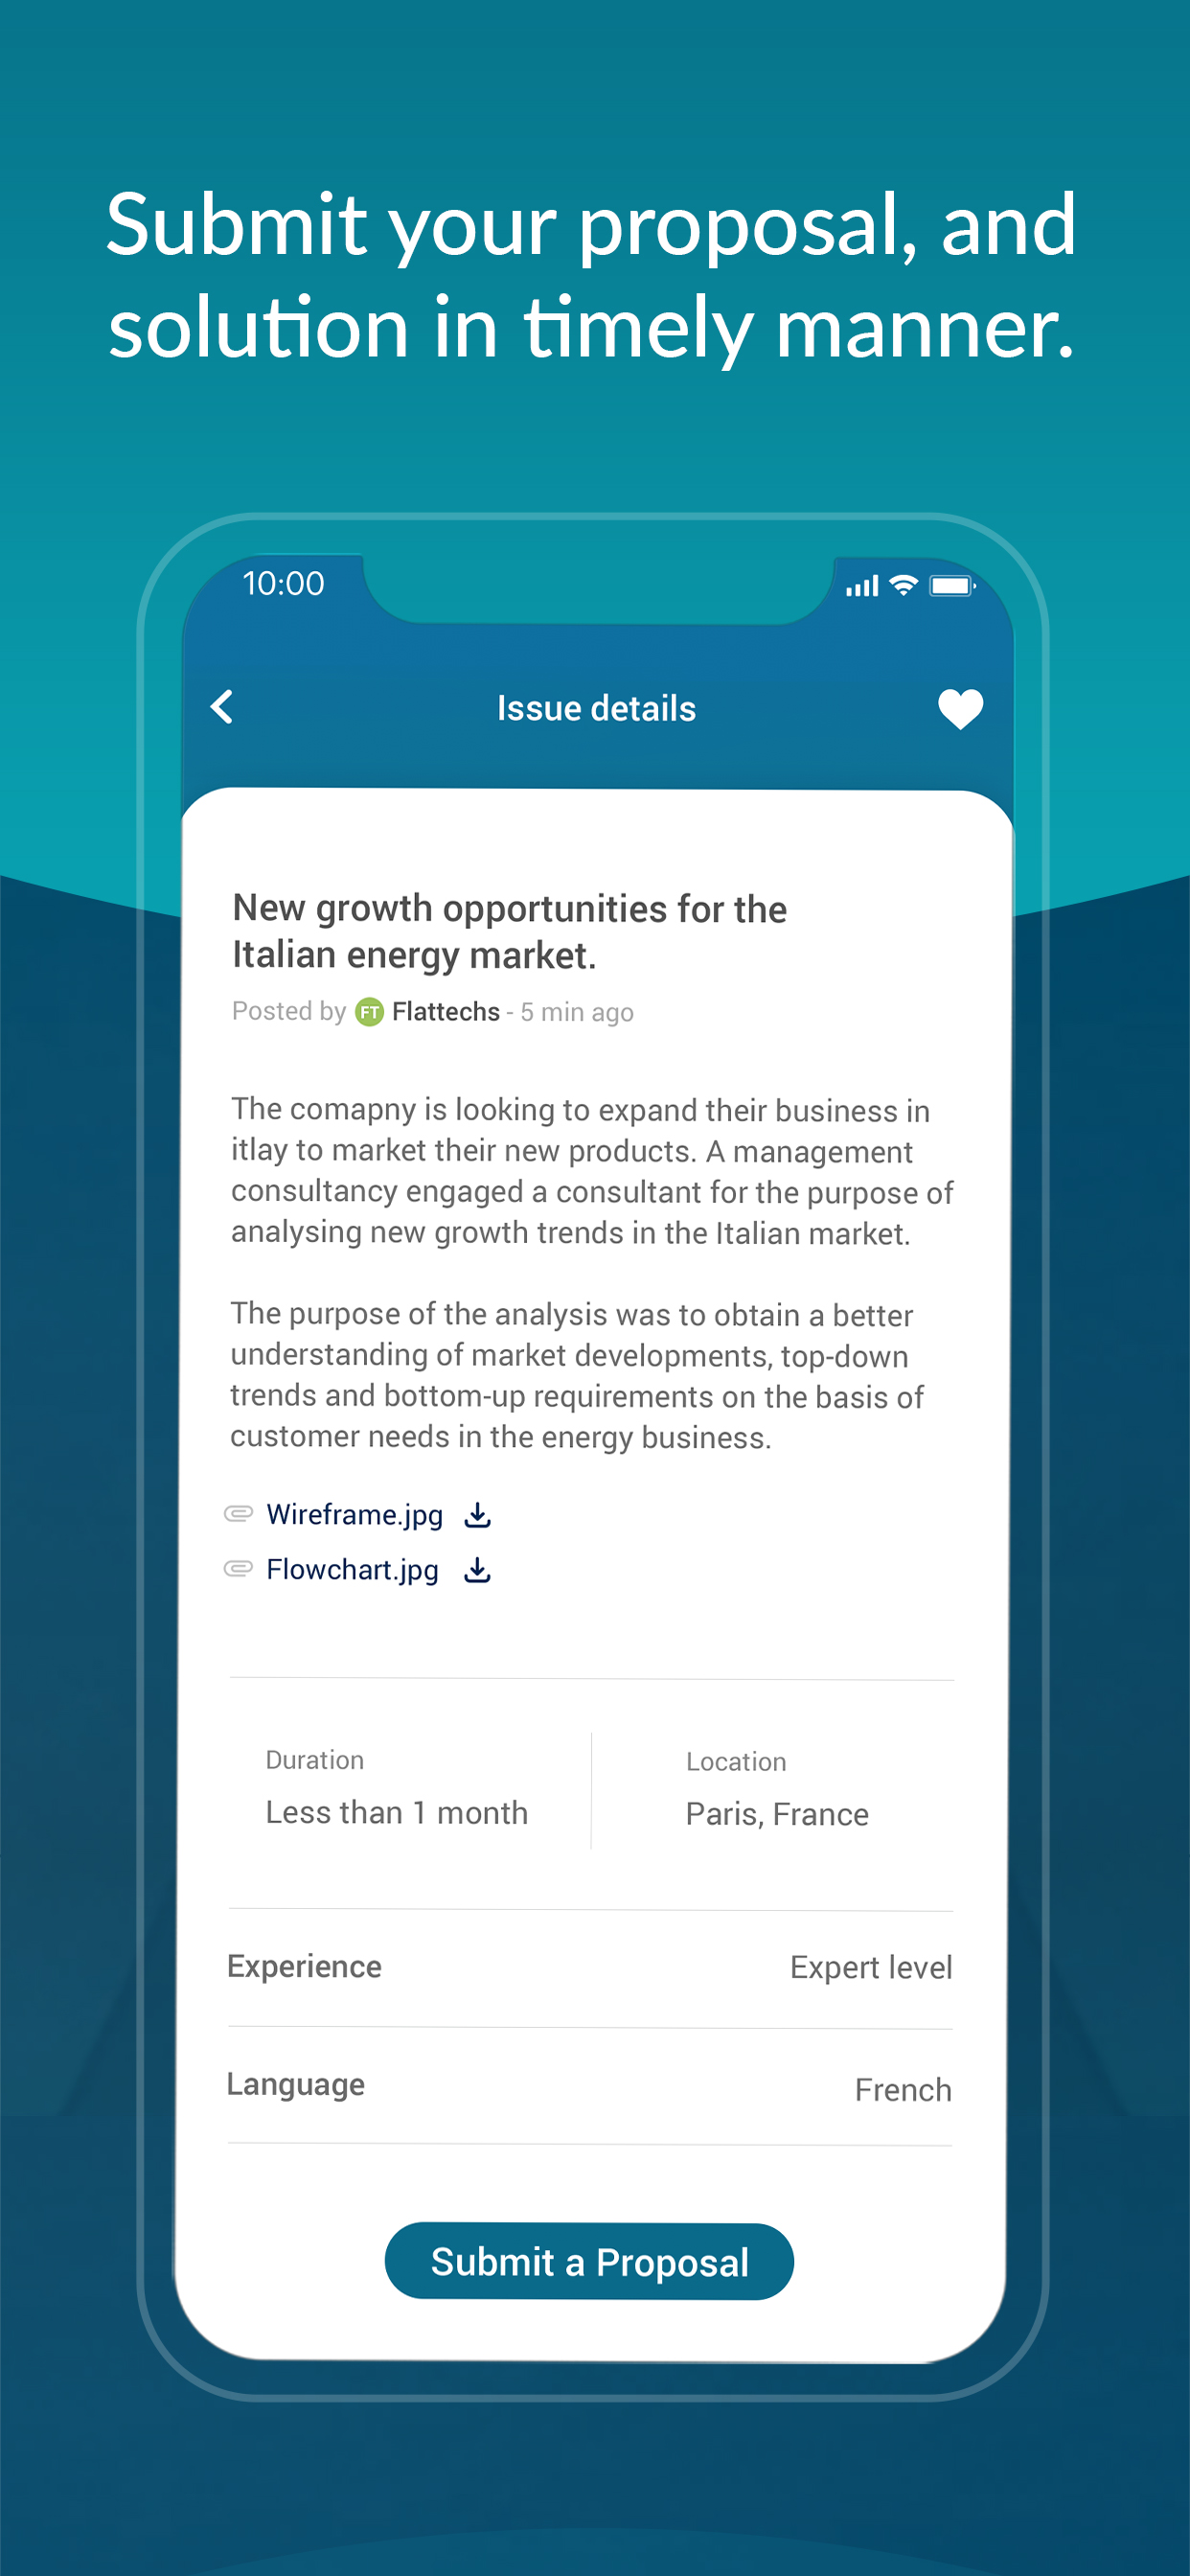 Submit your proposal, and
solution in timely manner.
10:00
Issue details
New growth opportunities for the
Italian energy market.
Posted by FT Flattechs - 5 min ago
The comapny is looking to expand their business in
itlay to market their new products. A management
consultancy engaged a consultant for the purpose of
analysing new growth trends in the Italian market.
The purpose of the analysis was to obtain a better
understanding of market developments, top-down
trends and bottom-up requirements on the basis of
customer needs in the energy business.
Wireframe.jpg
Flowchart.jpg
Duration
Less than 1 month
Location
Paris, France
Experience
Expert level
Language
French
Submit a Proposal